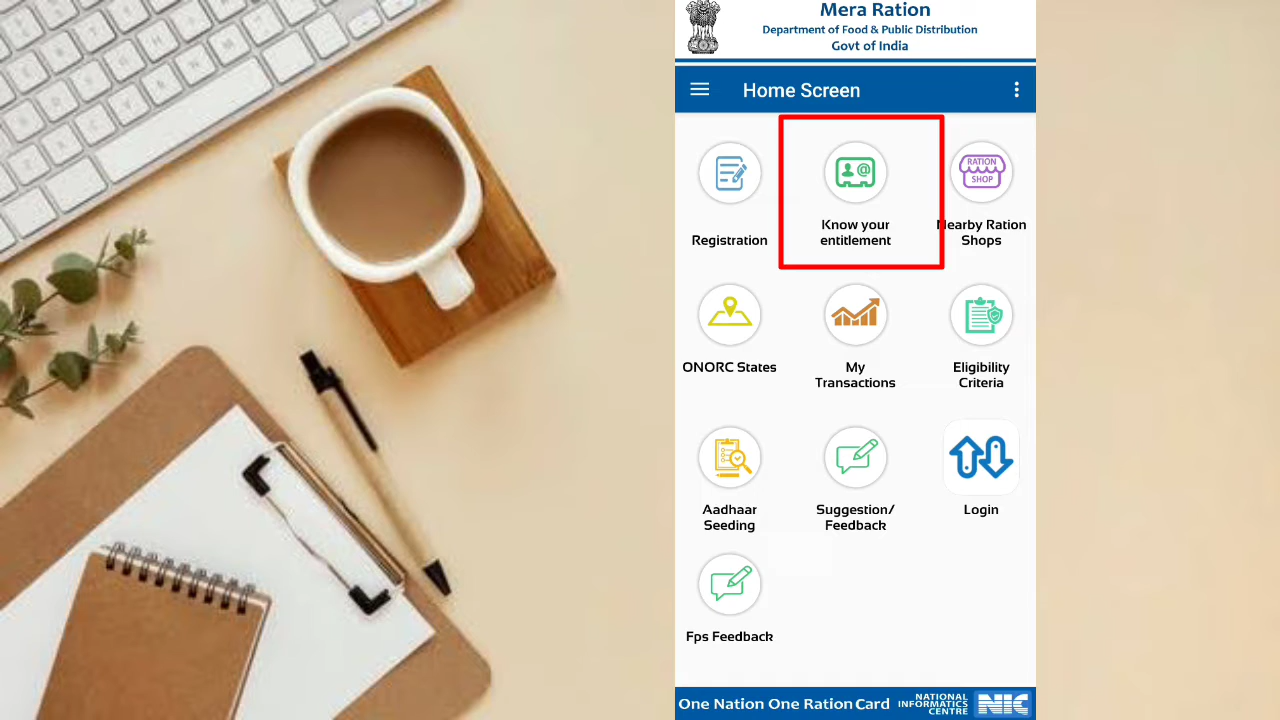 Mera Ration
Department of Food & Public Distribution
Govt of India
Home Screen
RATION
SHOP
Registration
Know your
entitlement
Nearby Ration
Shops
ONORC States
My
Transactions
Eligibility
Criteria
Aadhaar
Seeding
Suggestion/
Feedback
Login
Fps Feedback
One Nation One Ration Card
NATIONAL
INFORMATICS
CENTRE
NIC